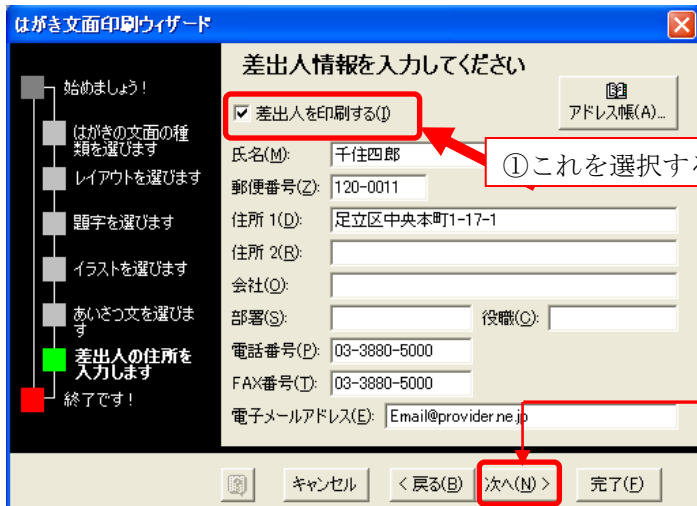 はがき文面印刷ウィザード
始めましょう!
はがきの文面の種
類を選びます
レイアウトを選びます
題字を選びます
イラストを選びます
あいさつ文を選びま
す
差出人の住所を
入力します
終了です!
差出人情報を入力してください
差出人を印刷する(I)
アドレス帳(A)...
①これを選択する
氏名(M): 千住四郎
郵便番号(Z): 120-0011
住所 1(D): 足立区中央本町1-17-1
住所 2(R):
会社(O):
部署(S): 役職(C):
電話番号(P): 03-3880-5000
FAX番号(T): 03-3880-5000
電子メールアドレス(E): Email@provider.ne.jp
キャンセル < 戻る(B) 次へ(N) > 完了(F)